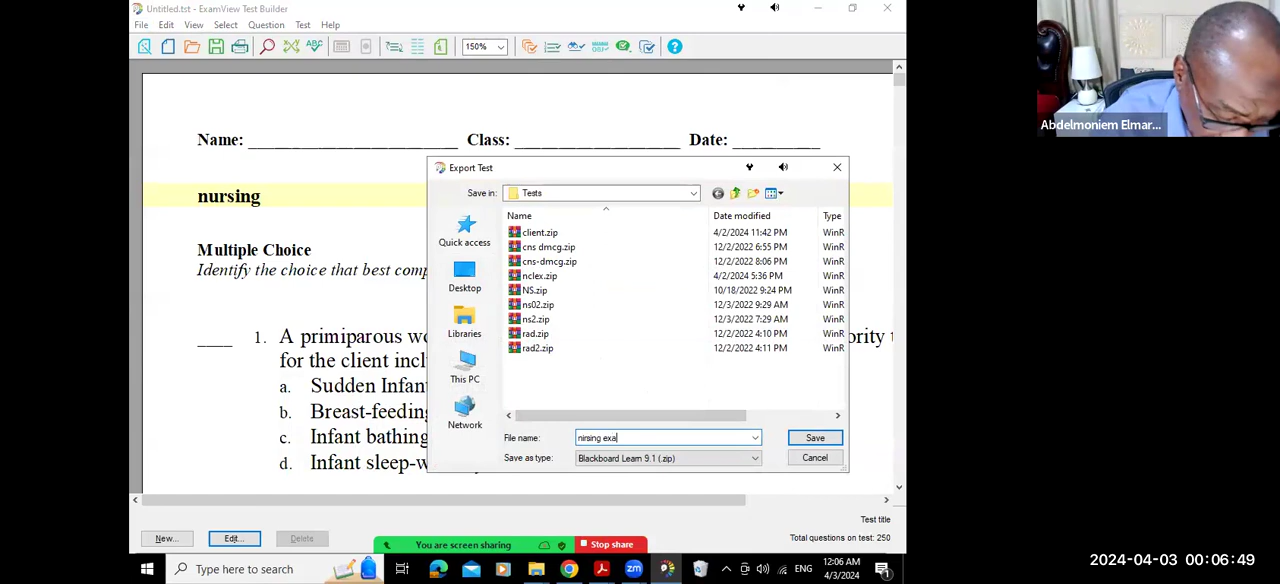 Untitled.tst - ExamView Test Builder
File Edit View Select Question Test Help
150%
Name: Class: Date:
nursing
Multiple Choice
Identify the choice that best comp
1. A primiparous wo
ority t
for the client incl
a. Sudden Infan
b. Breast-feeding
c. Infant bathing
d. Infant sleep-w
Export Test
Save in: Tests
Quick access
Desktop
Libraries
This PC
Network
Name Date modified Type
client.zip 4/2/2024 11:42 PM WinR
cns dmcg.zip 12/2/2022 6:55 PM WinR
cns-dmcg.zip 12/2/2022 8:06 PM WinR
nclex.zip 4/2/2024 5:36 PM WinR
NS.zip 10/18/2022 9:24 PM WinR
ns02.zip 12/3/2022 9:29 AM WinR
ns2.zip 12/3/2022 7:29 AM WinR
rad.zip 12/2/2022 4:10 PM WinR
rad2.zip 12/2/2022 4:11 PM WinR
File name: nirsing exa Save
Save as type: Blackboard Learn 9.1 (.zip) Cancel
Test title
New... Edit... Delete Total questions on test: 250
You are screen sharing Stop share
Type here to search
ENG
12:06 AM
4/3/2024
1
Abdelmoniem Elmar...
2024-04-03 00:06:49